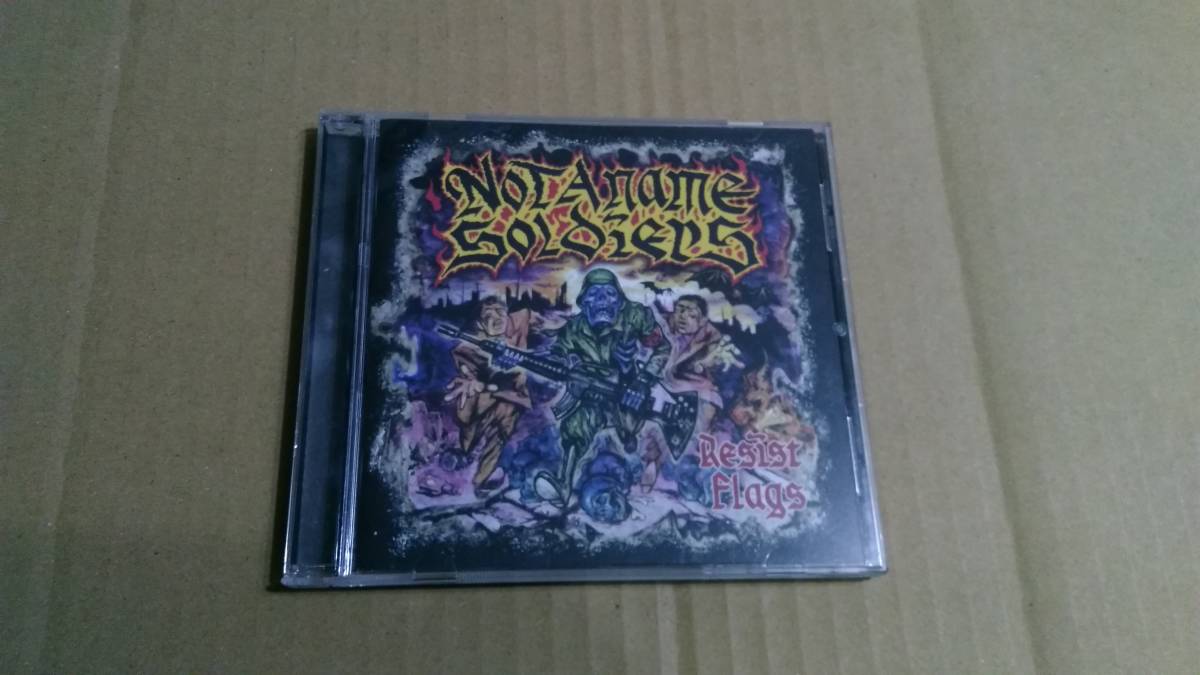 NOT A NAME
SOLDIERS
Resist
Flags